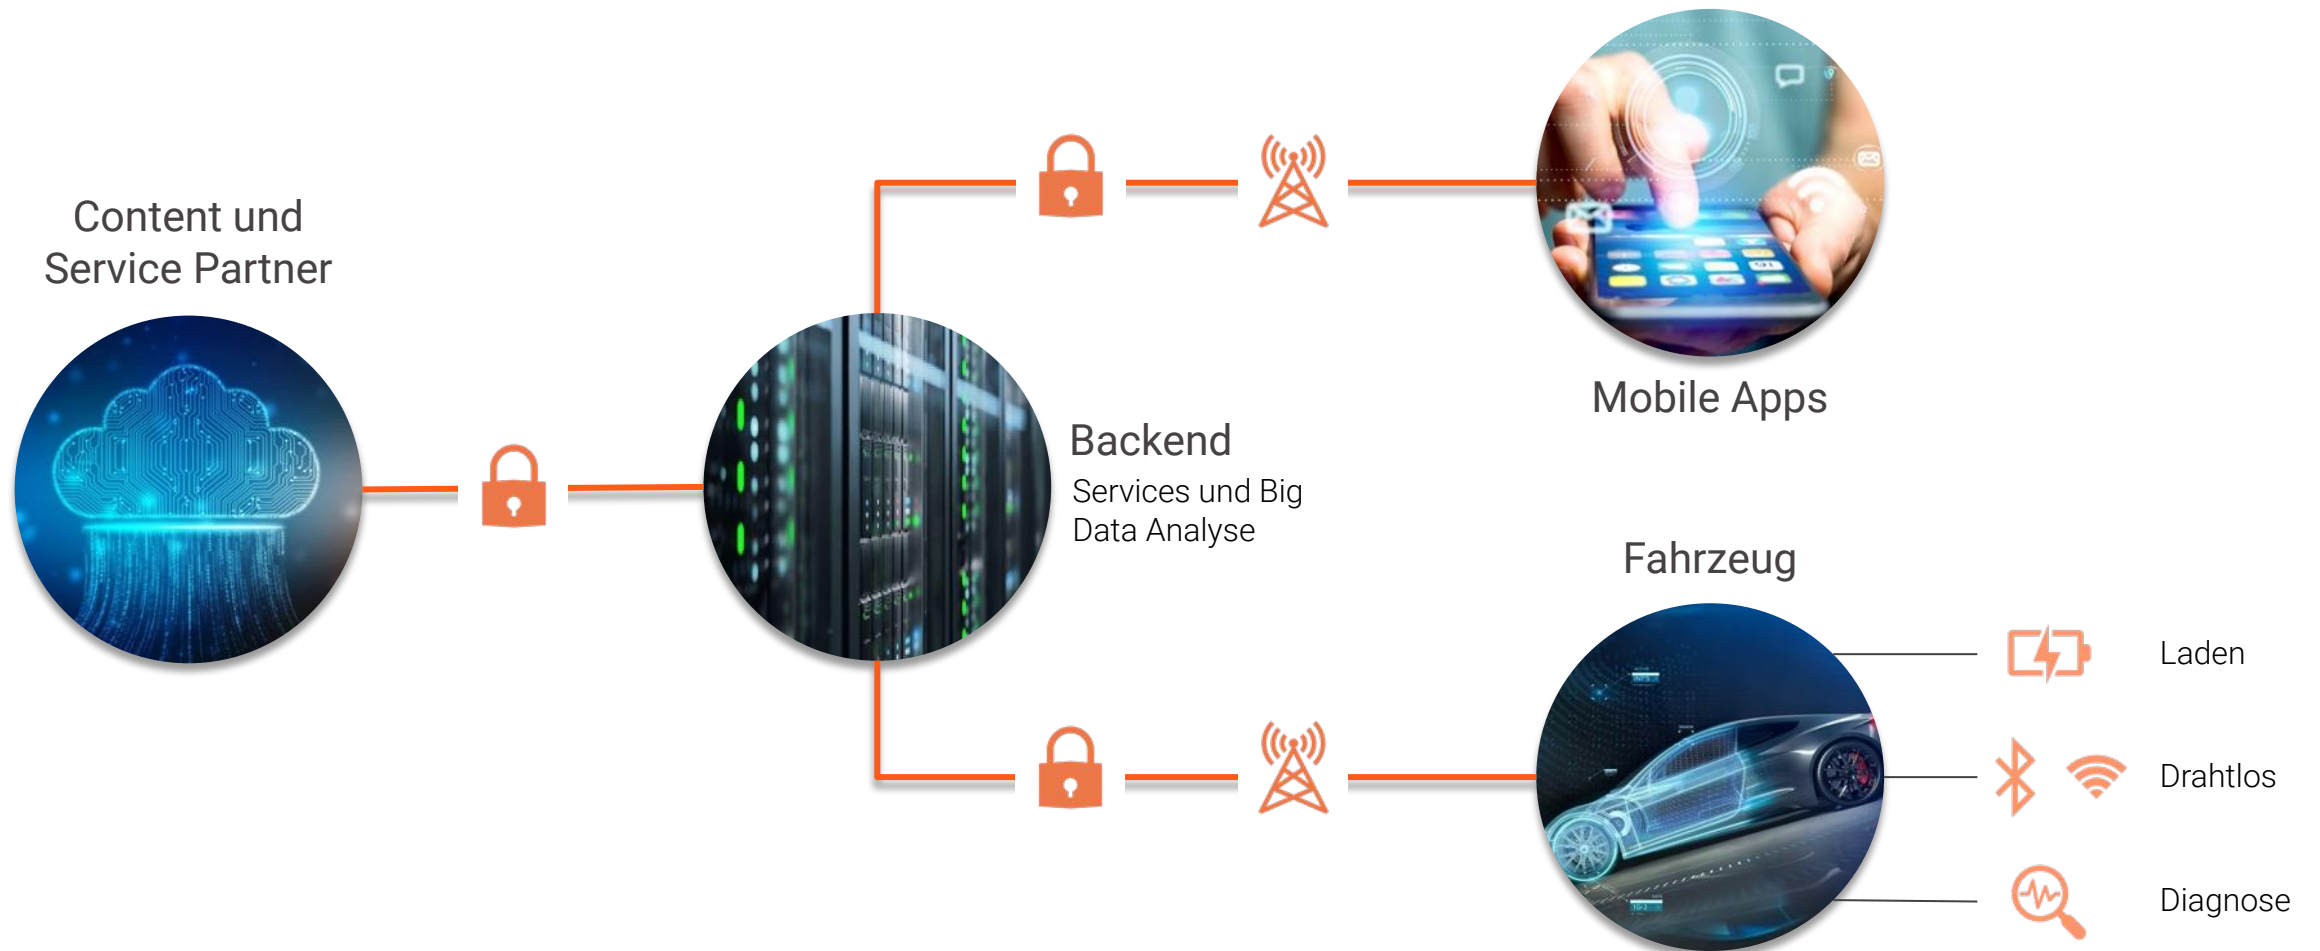 Content und
Service Partner
Backend
Services und Big
Data Analyse
Mobile Apps
Fahrzeug
Laden
Drahtlos
Diagnose